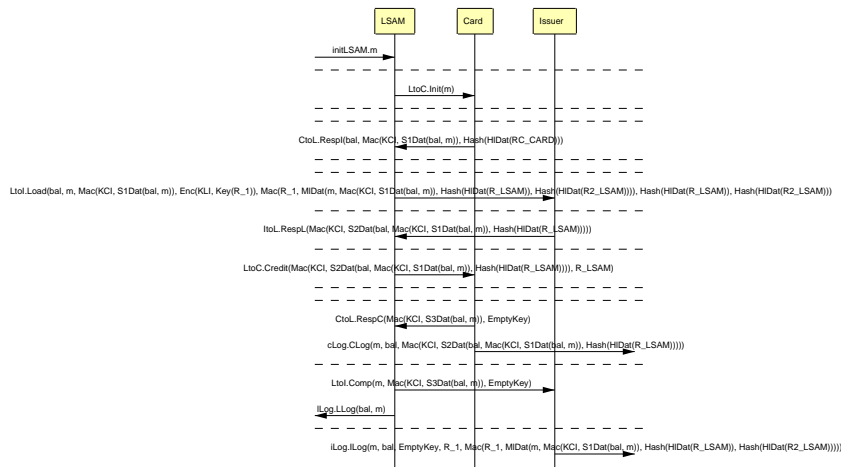 LSAM Card Issuer
initLSAM.m
LtoC.Init(m)
CtoL.RespI(bal, Mac(KCI, S1Dat(bal, m)), Hash(HIDat(RC_CARD)))
LtoI.Load(bal, m, Mac(KCI, S1Dat(bal, m)), Enc(KLI, Key(R_1)), Mac(R_1, MIDat(m, Mac(KCI, S1Dat(bal, m)), Hash(HIDat(R_LSAM)), Hash(HIDat(R2_LSAM)))), Hash(HIDat(R_LSAM)), Hash(HIDat(R2_LSAM)))
ItoL.RespL(Mac(KCI, S2Dat(bal, Mac(KCI, S1Dat(bal, m)), Hash(HIDat(R_LSAM)))))
LtoC.Credit(Mac(KCI, S2Dat(bal, Mac(KCI, S1Dat(bal, m)), Hash(HIDat(R_LSAM)))), R_LSAM)
CtoL.RespC(Mac(KCI, S3Dat(bal, m)), EmptyKey)
cLog.CLog(m, bal, Mac(KCI, S2Dat(bal, Mac(KCI, S1Dat(bal, m)), Hash(HIDat(R_LSAM)))))
LtoI.Comp(m, Mac(KCI, S3Dat(bal, m)), EmptyKey)
lLog.LLog(bal, m)
iLog.ILog(m, bal, EmptyKey, R_1, Mac(R_1, MIDat(m, Mac(KCI, S1Dat(bal, m)), Hash(HIDat(R_LSAM)), Hash(HIDat(R2_LSAM)))))